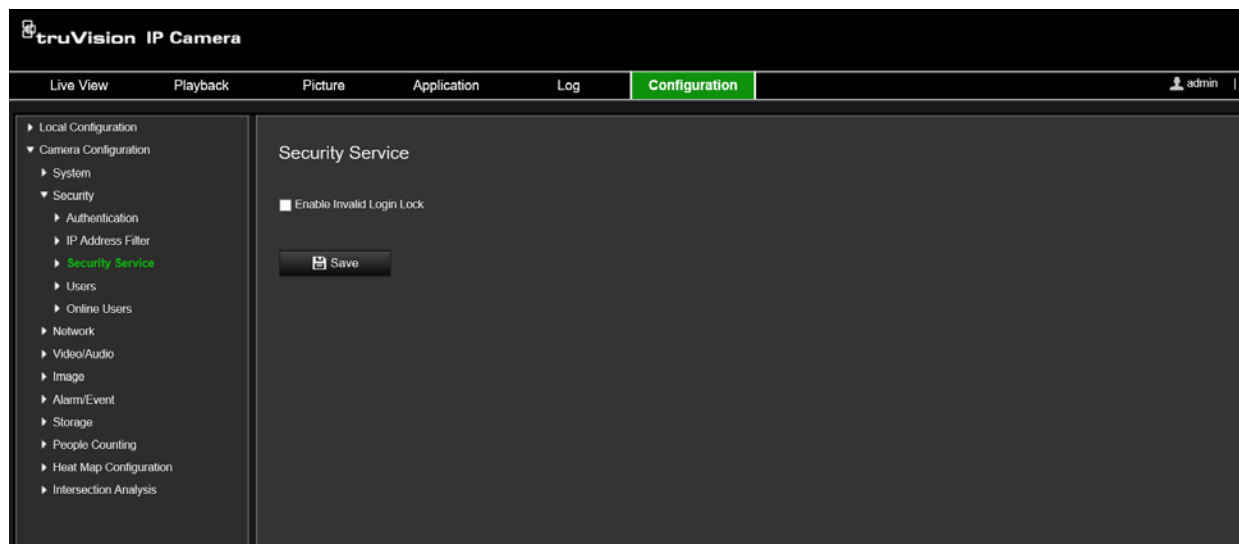 truVision IP Camera
Live View Playback Picture Application Log Configuration admin |
Local Configuration
Camera Configuration
System
Security
Authentication
IP Address Filter
Security Service
Users
Online Users
Network
Video/Audio
Image
Alarm/Event
Storage
People Counting
Heat Map Configuration
Intersection Analysis
Security Service
Enable Invalid Login Lock
Save